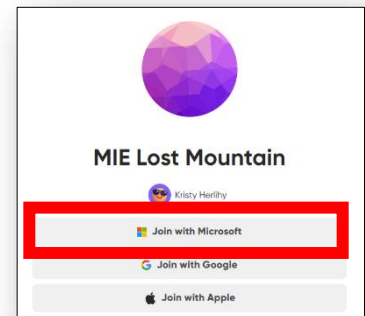 MIE Lost Mountain
Kristy Herlihy
Join with Microsoft
Join with Google
Join with Apple